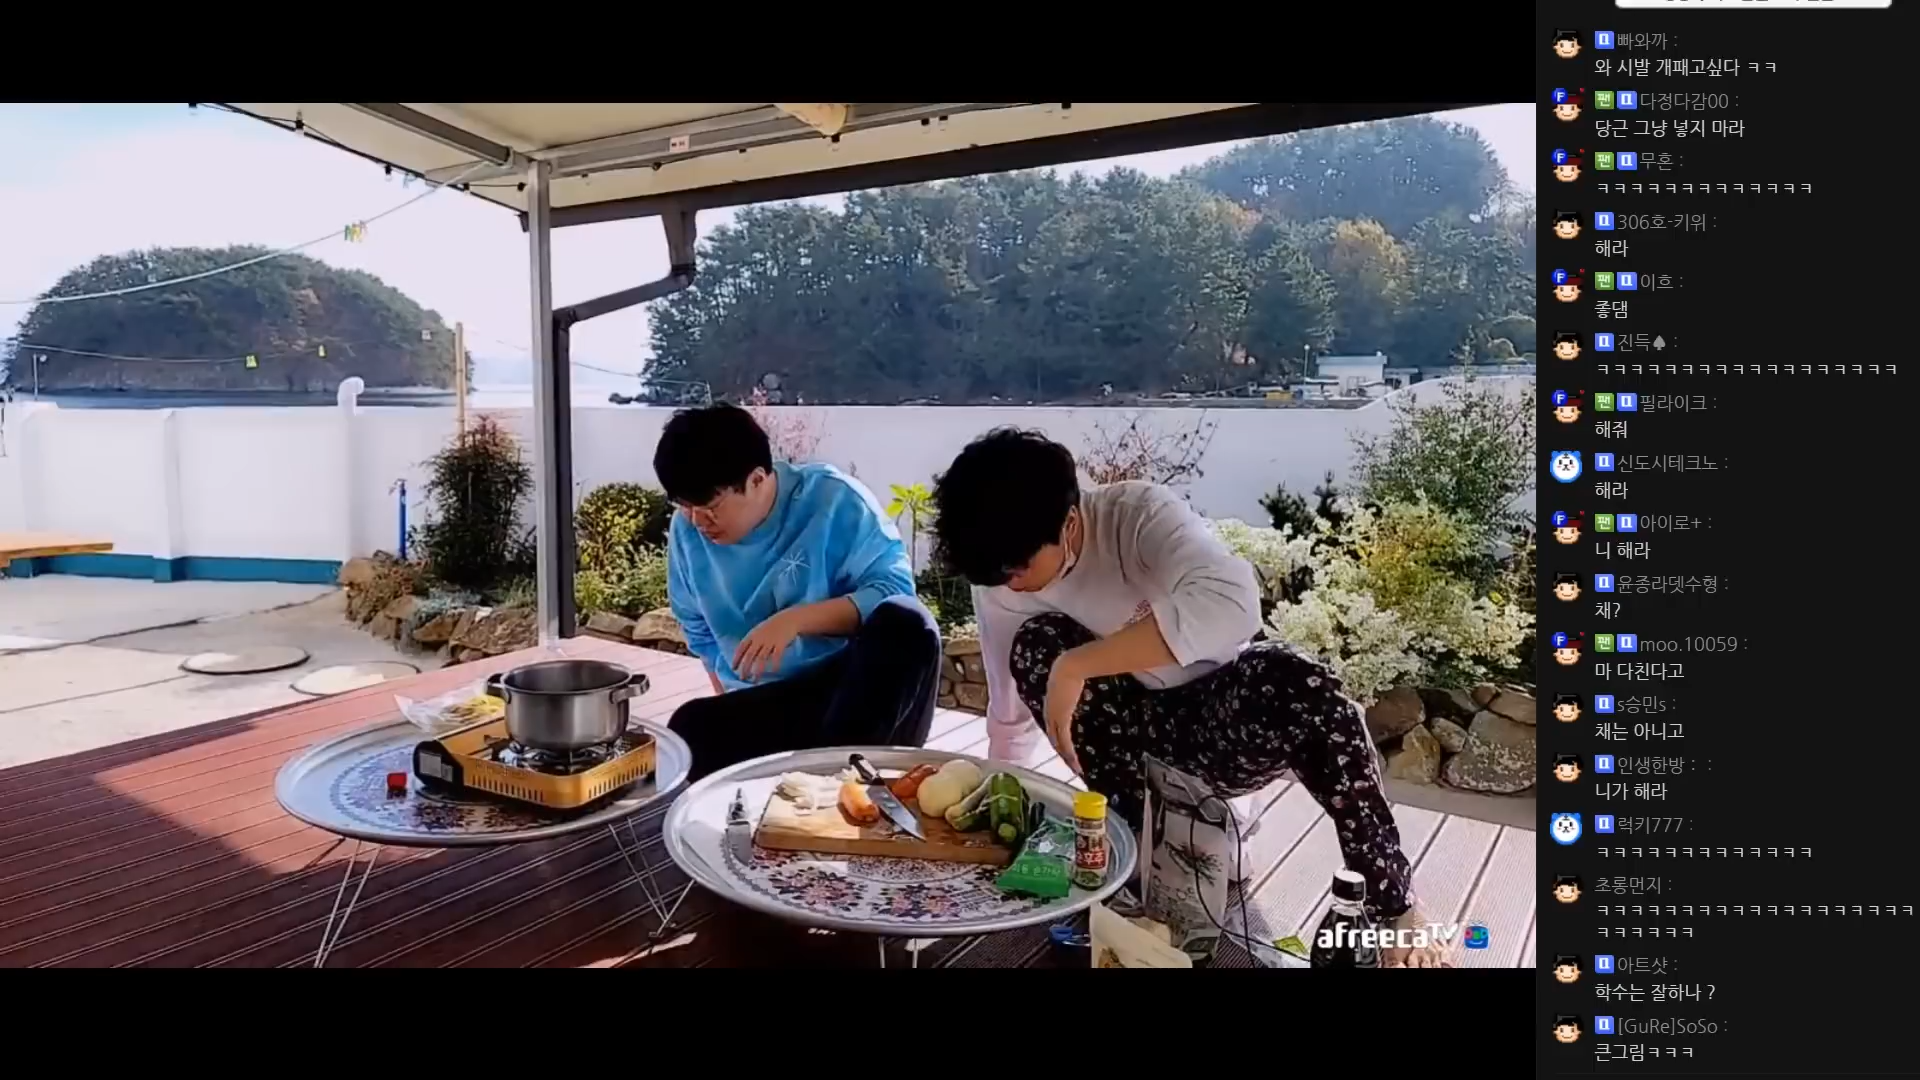 빠와까 :
와 시발 개패고싶다 ㅋㅋ
팬 다정다감00 :
당근 그냥 넣지 마라
팬 무혼 :
ㅋㅋㅋㅋㅋㅋㅋㅋㅋㅋㅋㅋㅋ
306호-키위 :
해라
팬 이흐 :
좋댐
진득♠ :
ㅋㅋㅋㅋㅋㅋㅋㅋㅋㅋㅋㅋㅋㅋㅋㅋㅋㅋ
팬 필라이크 :
해줘
신도시테크노 :
해라
팬 아이로+ :
니 해라
윤종라뎃수형 :
채?
팬 moo.10059 :
마 다친다고
s승민s :
채는 아니고
인생한방 : :
니가 해라
럭키777 :
ㅋㅋㅋㅋㅋㅋㅋㅋㅋㅋㅋㅋㅋ
초롱먼지 :
ㅋㅋㅋㅋㅋㅋㅋㅋㅋㅋㅋㅋㅋㅋㅋㅋㅋㅋㅋ
ㅋㅋㅋㅋㅋㅋ
아트샷 :
학수는 잘하나 ?
[GuRe]SoSo :
큰그림ㅋㅋㅋ
순후추
afreecaTV